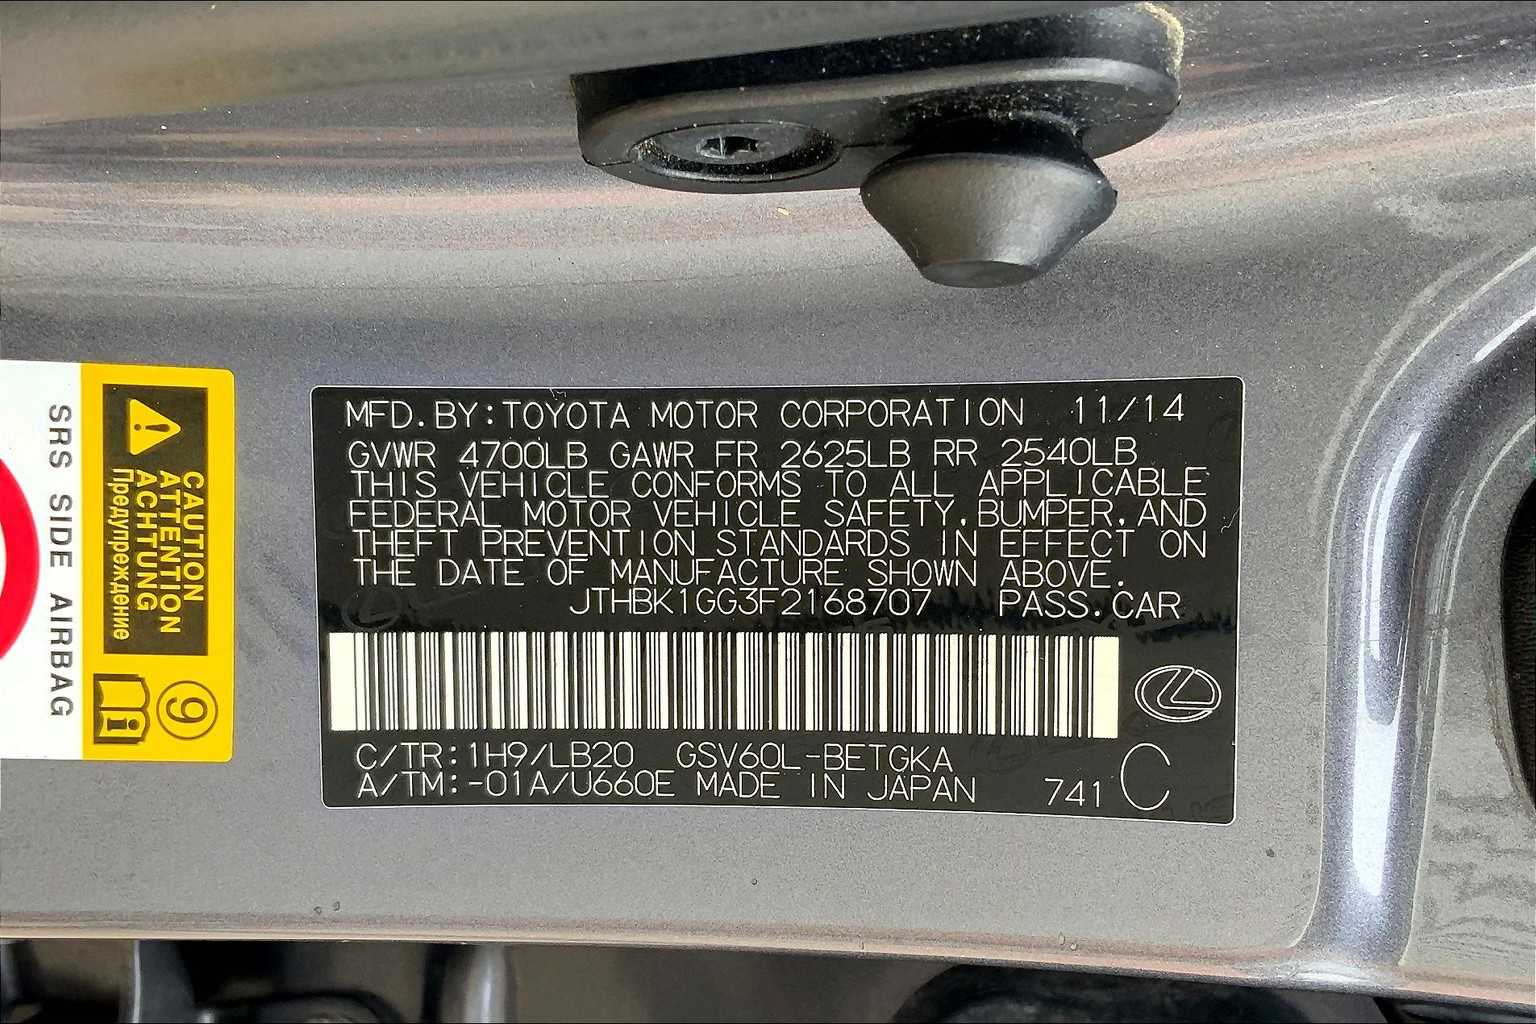 MFD.BY:TOYOTA MOTOR CORPORATION 11/14
GVWR 4700LB GAWR FR 2625LB RR 2540LB
THIS VEHICLE CONFORMS TO ALL APPLICABLE
FEDERAL MOTOR VEHICLE SAFETY,BUMPER,AND
THEFT PREVENTION STANDARDS IN EFFECT ON
THE DATE OF MANUFACTURE SHOWN ABOVE.
JTHBK1GG3F2168707 PASS.CAR
C/TR:1H9/LB20 GSV60L-BETGKA
A/TM:-01A/U660E MADE IN JAPAN 741 C
CAUTION
ATTENTION
ACHTUNG
Предупреждение
9
SRS SIDE AIRBAG